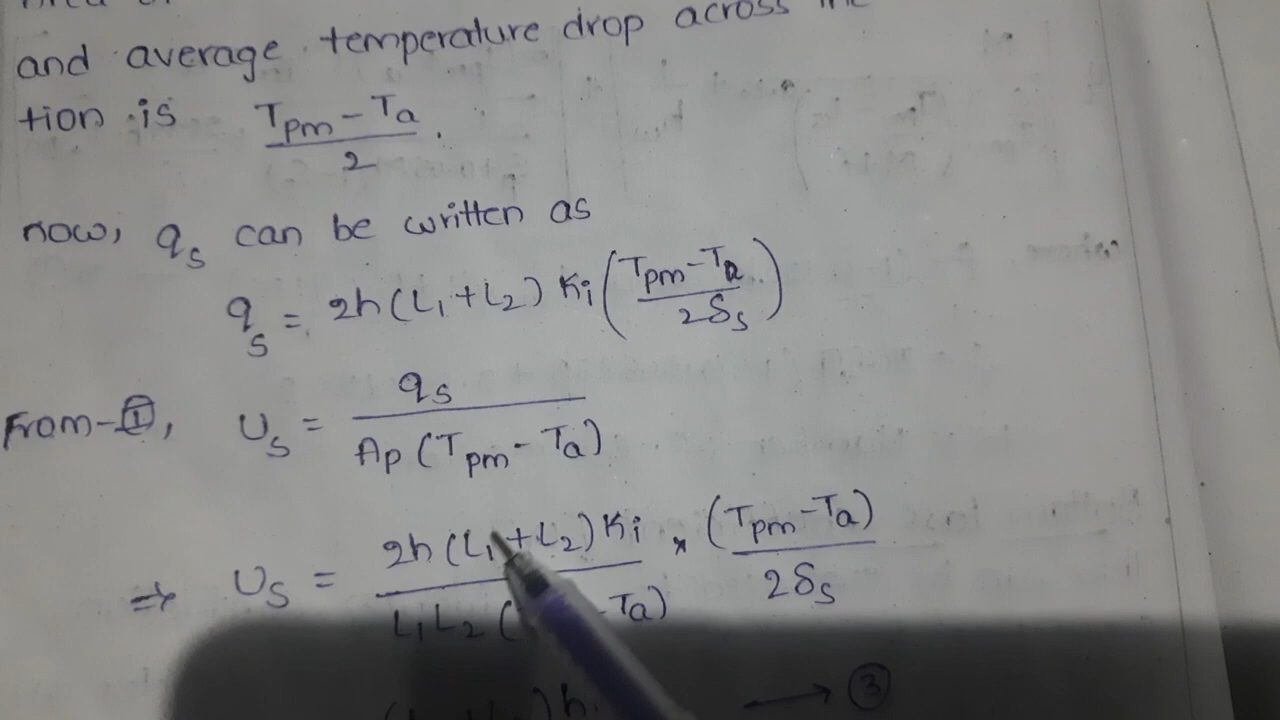 and average temperature drop across
tion is (Tpm - Ta)/2.
now, qs can be written as
qs = 2h(L1+L2) Ki((Tpm-Ta)/(2δs))
From-①, Us = qs/(Ap(Tpm-Ta))
⇒ Us = 2h(L1+L2)Ki/(L1L2( -Ta)) × (Tpm-Ta)/(2δs)
→ ③